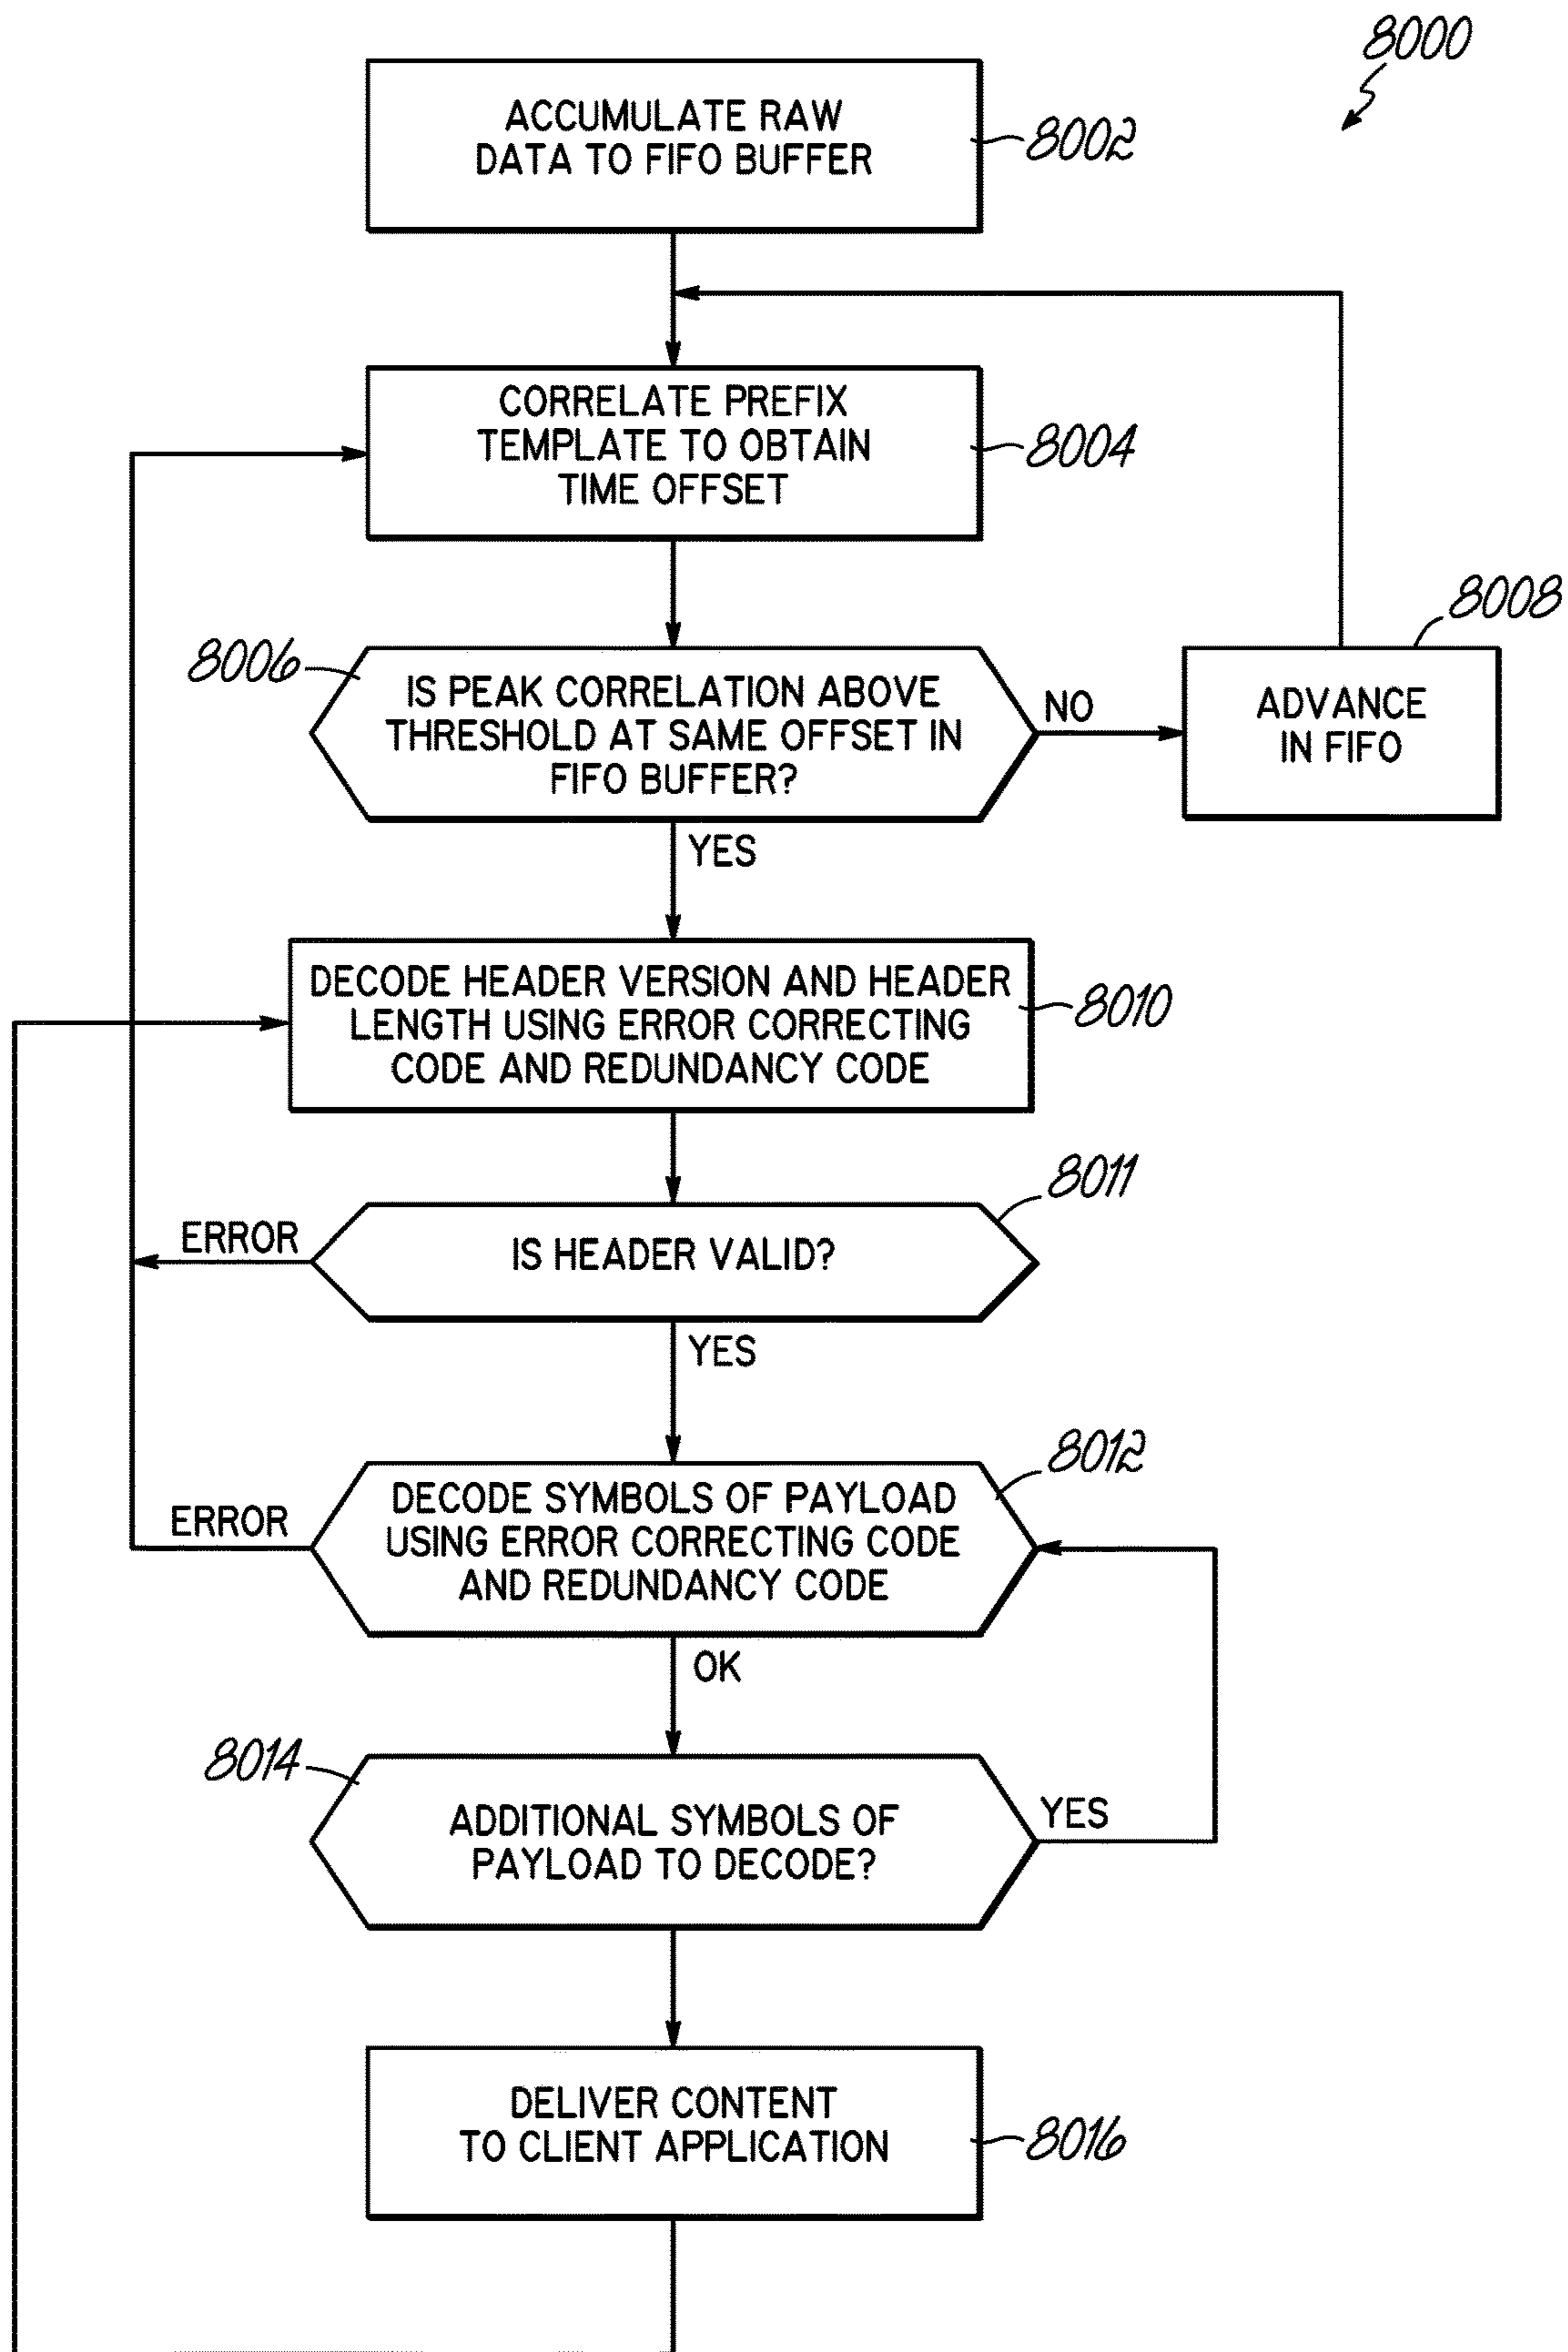 8000
ACCUMULATE RAW
DATA TO FIFO BUFFER
8002
CORRELATE PREFIX
TEMPLATE TO OBTAIN
TIME OFFSET
8004
8006
IS PEAK CORRELATION ABOVE
THRESHOLD AT SAME OFFSET IN
FIFO BUFFER?
NO
8008
ADVANCE
IN FIFO
YES
DECODE HEADER VERSION AND HEADER
LENGTH USING ERROR CORRECTING
CODE AND REDUNDANCY CODE
8010
8011
ERROR
IS HEADER VALID?
YES
8012
ERROR
DECODE SYMBOLS OF PAYLOAD
USING ERROR CORRECTING CODE
AND REDUNDANCY CODE
OK
8014
ADDITIONAL SYMBOLS OF
PAYLOAD TO DECODE?
YES
DELIVER CONTENT
TO CLIENT APPLICATION
8016